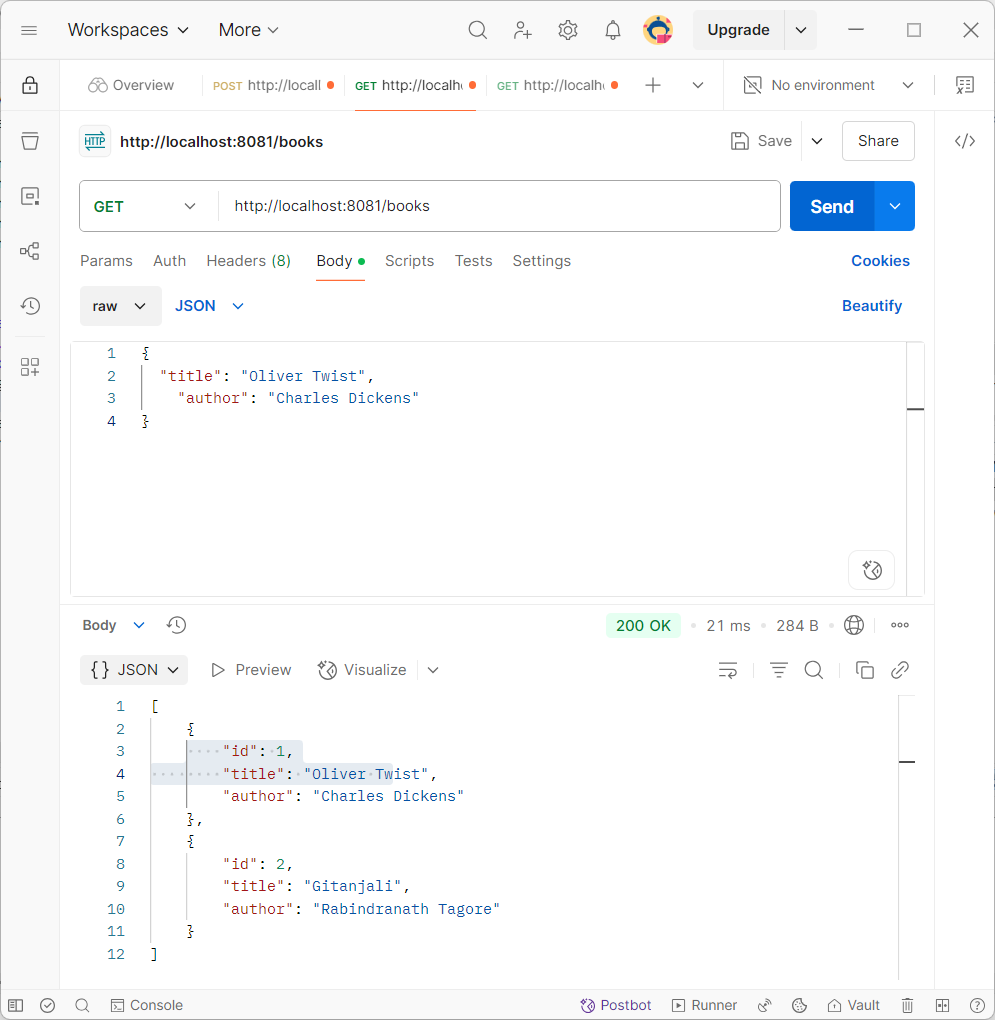 Workspaces More Upgrade
Overview POST http://locall GET http://localh GET http://localh No environment
HTTP http://localhost:8081/books Save Share
GET http://localhost:8081/books Send
Params Auth Headers (8) Body Scripts Tests Settings Cookies
raw JSON Beautify
1 {
2 "title": "Oliver Twist",
3 "author": "Charles Dickens"
4 }
Body 200 OK 21 ms 284 B
{} JSON Preview Visualize
1 [
2 {
3 "id": 1,
4 "title": "Oliver Twist",
5 "author": "Charles Dickens"
6 },
7 {
8 "id": 2,
9 "title": "Gitanjali",
10 "author": "Rabindranath Tagore"
11 }
12 ]
Console Postbot Runner Vault